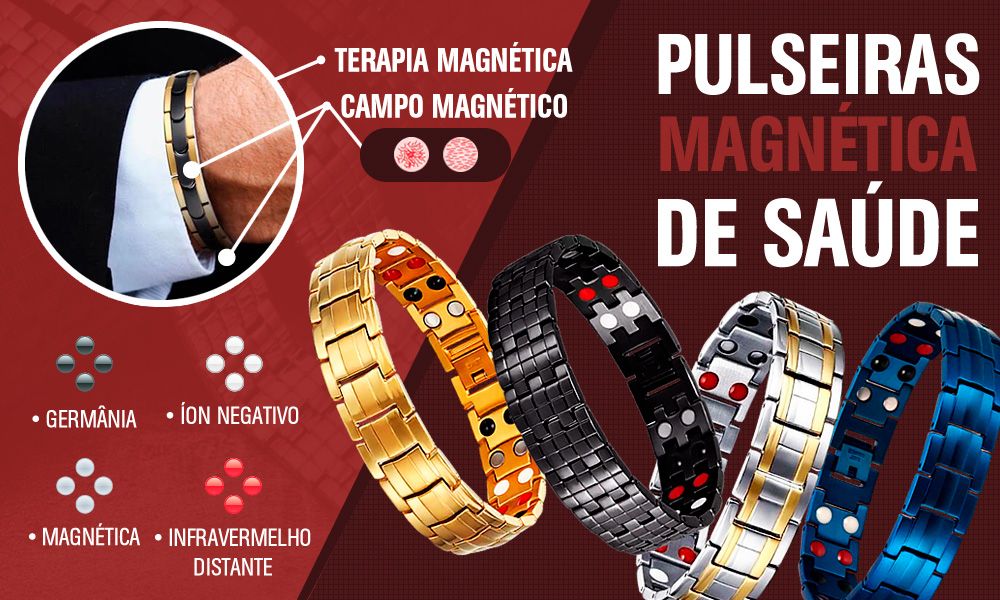 TERAPIA MAGNÉTICA
CAMPO MAGNÉTICO
PULSEIRAS
MAGNÉTICA
DE SAÚDE
• GERMÂNIA
• ÍON NEGATIVO
• MAGNÉTICA
• INFRAVERMELHO
DISTANTE